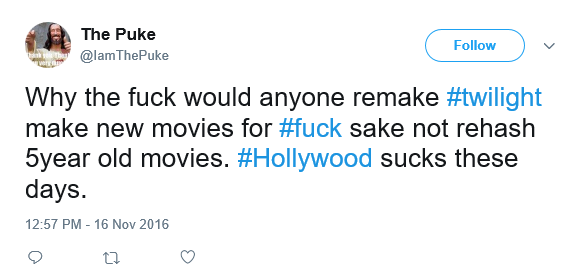 The Puke
@IamThePuke
Follow
Why the fuck would anyone remake #twilight
make new movies for #fuck sake not rehash
5year old movies. #Hollywood sucks these
days.
12:57 PM - 16 Nov 2016